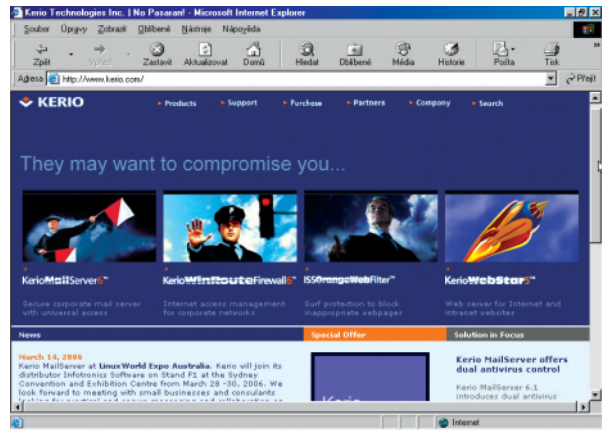 Kerio Technologies Inc. | No Pasaran! - Microsoft Internet Explorer
Soubor Úpravy Zobrazit Oblíbené Nástroje Nápověda
Zpět Vpřed Zastavit Aktualizovat Domů Hledat Oblíbené Média Historie Pošta Tisk
Adresa http://www.kerio.com/ Přejít
KERIO Products Support Purchase Partners Company Search
They may want to compromise you...
KerioMailServer6™ KerioWinRouteFirewall6™ ISSOrangeWebFilter™ KerioWebStar5™
Secure corporate mail server Internet access management Surf protection to block Web server for Internet and
with universal access for corporate networks inappropriate webpages intranet websites
News Special Offer Solution in Focus
March 14, 2006
Kerio MailServer at LinuxWorld Expo Australia. Kerio will join its
distributor Infotronics Software on Stand F1 at the Sydney
Convention and Exhibition Centre from March 28 -30, 2006. We
look forward to meeting with small businesses and consulants
Kerio
Kerio MailServer offers
dual antivirus control
Kerio MailServer 6.1
introduces dual antivirus
Internet